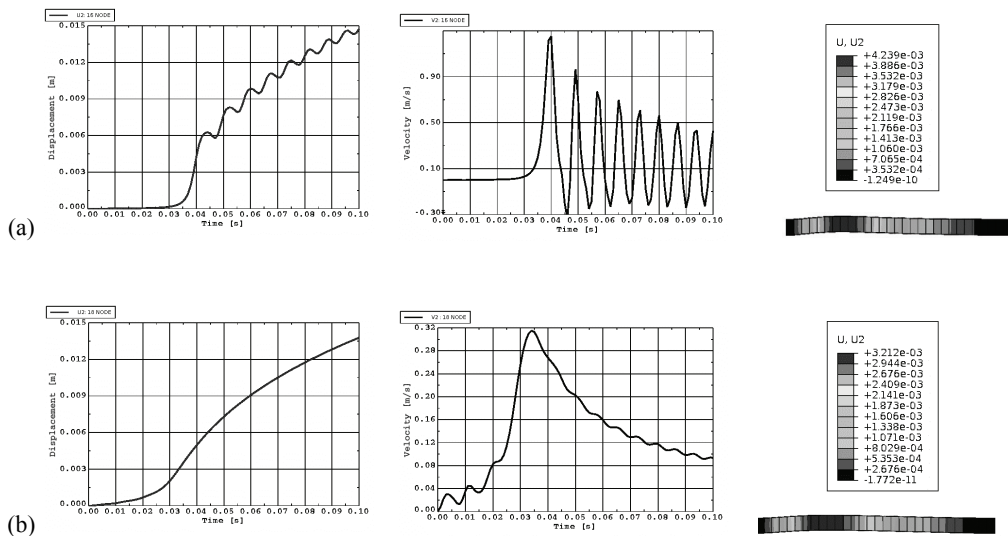 U2: 16 NODE
0.015
0.012
0.009
0.006
0.003
0.000
Displacement [m]
0.00 0.01 0.02 0.03 0.04 0.05 0.06 0.07 0.08 0.09 0.10
Time [s]
V2: 16 NODE
0.90
0.50
0.10
-0.30
Velocity [m/s]
0.00 0.01 0.02 0.03 0.04 0.05 0.06 0.07 0.08 0.09 0.10
Time [s]
U, U2
+4.239e-03
+3.886e-03
+3.532e-03
+3.179e-03
+2.826e-03
+2.473e-03
+2.119e-03
+1.766e-03
+1.413e-03
+1.060e-03
+7.065e-04
+3.532e-04
-1.249e-10
(a)
U2: 18 NODE
0.015
0.012
0.009
0.006
0.003
0.000
Displacement [m]
0.00 0.01 0.02 0.03 0.04 0.05 0.06 0.07 0.08 0.09 0.10
Time [s]
V2: 18 NODE
0.32
0.28
0.24
0.20
0.16
0.12
0.08
0.04
0.00
Velocity [m/s]
0.00 0.01 0.02 0.03 0.04 0.05 0.06 0.07 0.08 0.09 0.10
Time [s]
U, U2
+3.212e-03
+2.944e-03
+2.676e-03
+2.409e-03
+2.141e-03
+1.873e-03
+1.606e-03
+1.338e-03
+1.071e-03
+8.029e-04
+5.353e-04
+2.676e-04
-1.772e-11
(b)